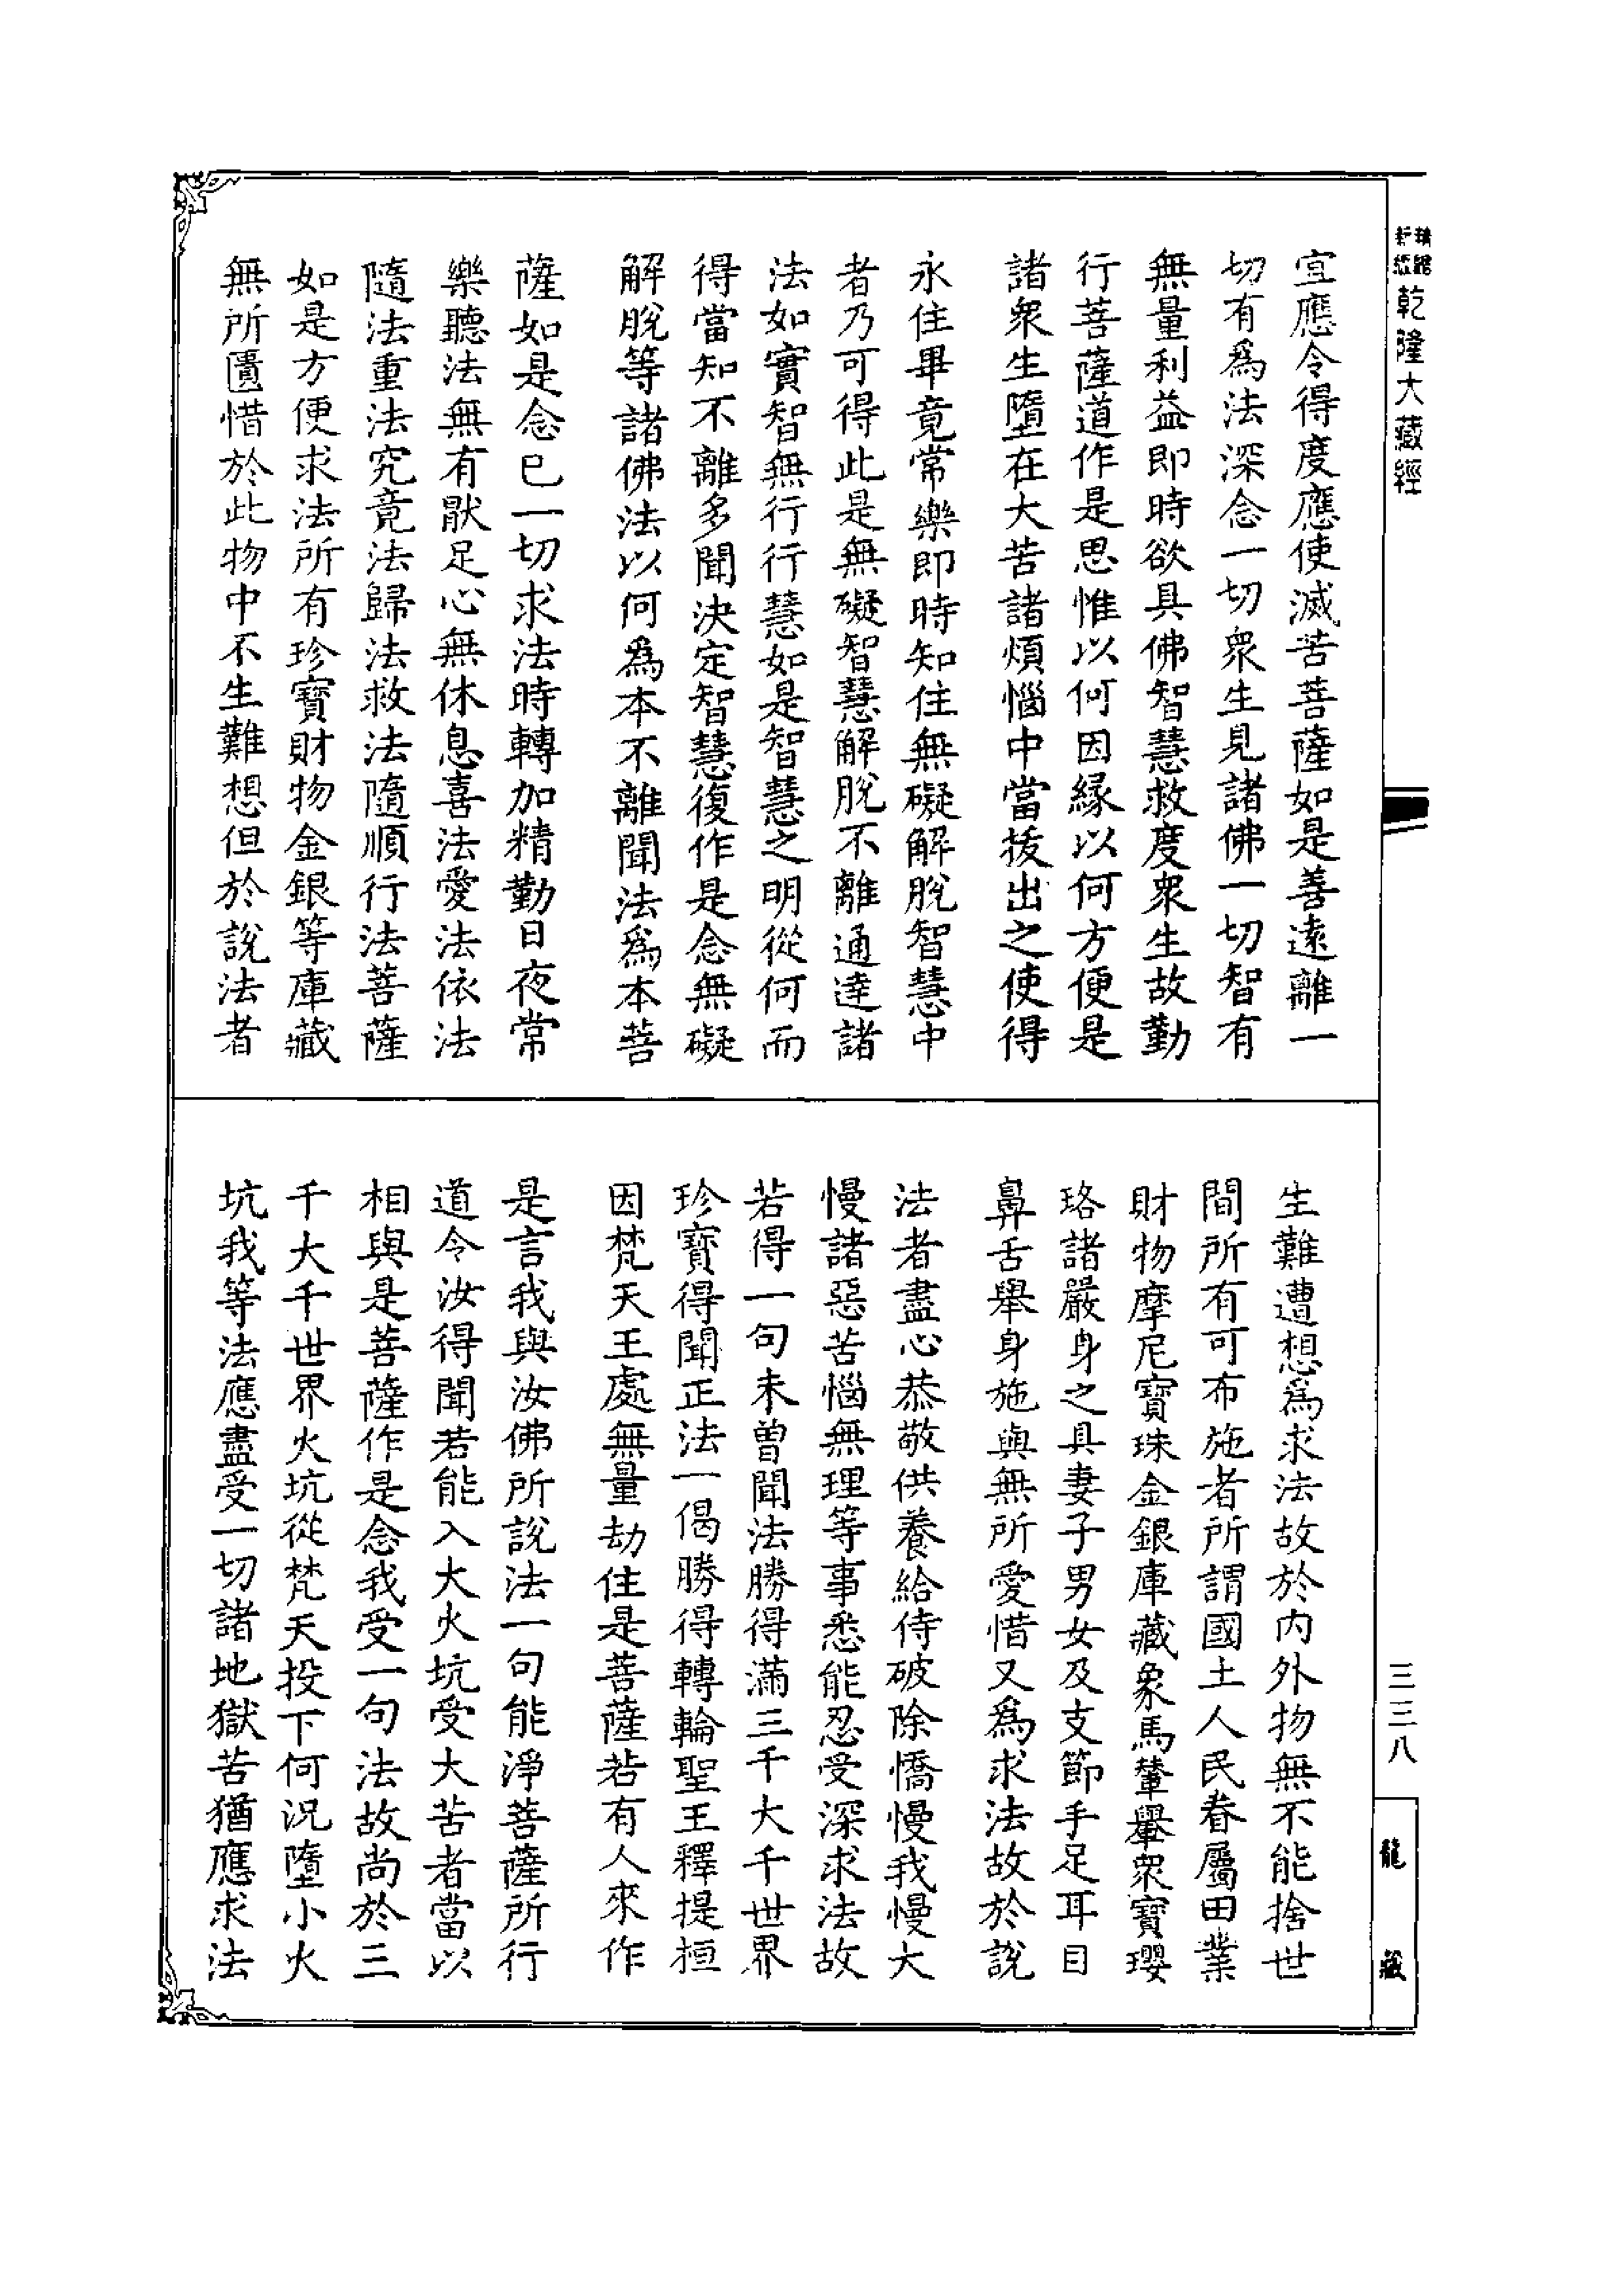 乾隆大藏經
宜應令得度應使滅苦菩薩如是善遠離一
切有爲法深念一切衆生見諸佛一切智有
無量利益即時欲具佛智慧救度衆生故勤
行菩薩道作是思惟以何因緣以何方便是
諸衆生墮在大苦諸煩惱中當拔出之使得
永住畢竟常樂即時知住無礙解脫智慧中
者乃可得此是無礙智慧解脫不離通達諸
法如實智無行行慧如是智慧之明從何而
得當知不離多聞決定智慧復作是念無礙
解脫等諸佛法以何爲本不離聞法爲本菩
薩如是念已一切求法時轉加精勤日夜常
樂聽法無有厭足心無休息喜法愛法依法
隨法重法究竟法歸法救法隨順行法菩薩
如是方便求法所有珍寶財物金銀等庫藏
無所匱惜於此物中不生難想但於說法者
生難遭想爲求法故於內外物無不能捨世
間所有可布施者所謂國土人民眷屬田業
財物摩尼寶珠金銀庫藏象馬輦轝衆寶瓔
珞諸嚴身之具妻子男女及支節手足耳目
鼻舌舉身施與無所愛惜又爲求法故於說
法者盡心恭敬供養給侍破除憍慢我慢大
慢諸惡苦惱無理等事悉能忍受深求法故
若得一句未曾聞法勝得滿三千大千世界
珍寶得聞正法一偈勝得轉輪聖王釋提桓
因梵天王處無量劫住是菩薩若有人來作
是言我與汝佛所說法一句能淨菩薩所行
道令汝得聞若能入大火坑受大苦者當以
相與是菩薩作是念我受一句法故尚於三
千大千世界火坑從梵天投下何況墮小火
坑我等法應盡受一切諸地獄苦猶應求法
三三八
龍藏